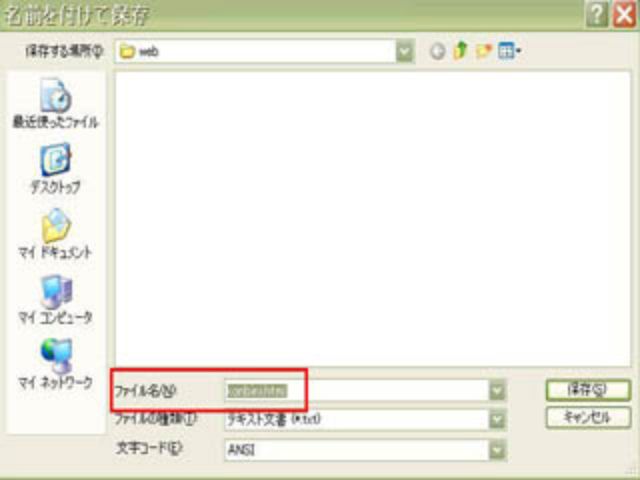 名前を付けて保存
保存する場所(I):
web
最近使ったファイル
デスクトップ
マイ ドキュメント
マイ コンピュータ
マイ ネットワーク
ファイル名(N):
ファイルの種類(T): テキスト文書 (*.txt)
文字コード(E): ANSI
保存(S)
キャンセル